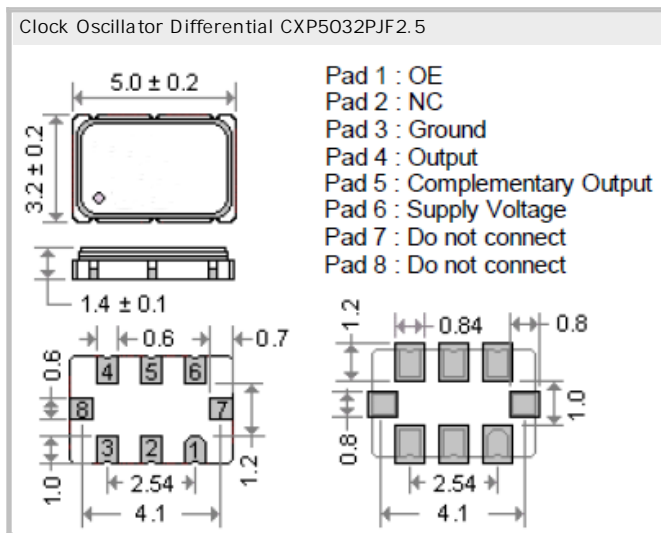 Clock Oscillator Differential CXP5032PJF2.5
5.0 ± 0.2
3.2 ± 0.2
1.4 ± 0.1
Pad 1 : OE
Pad 2 : NC
Pad 3 : Ground
Pad 4 : Output
Pad 5 : Complementary Output
Pad 6 : Supply Voltage
Pad 7 : Do not connect
Pad 8 : Do not connect
0.6
0.7
0.6
4 5 6
8 7
3 2 1
1.0
1.2
2.54
4.1
1.2
0.84
0.8
0.8
1.0
2.54
4.1